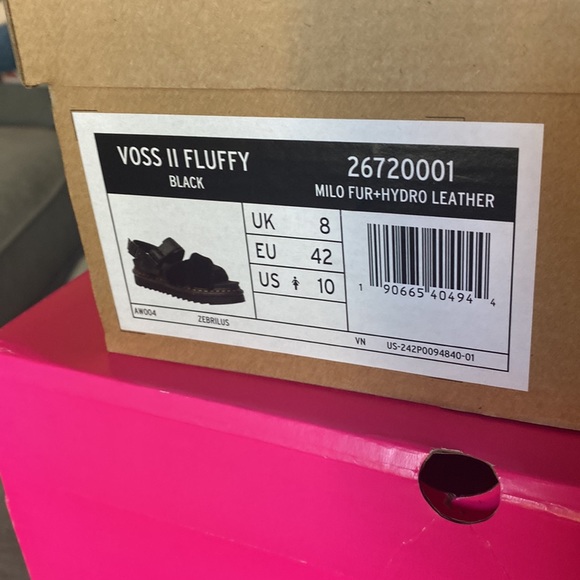 VOSS II FLUFFY
BLACK
26720001
MILO FUR+HYDRO LEATHER
UK 8
EU 42
US 10
1 90665 40494 4
AW004
ZEBRILUS
VN
US-242P0094840-01